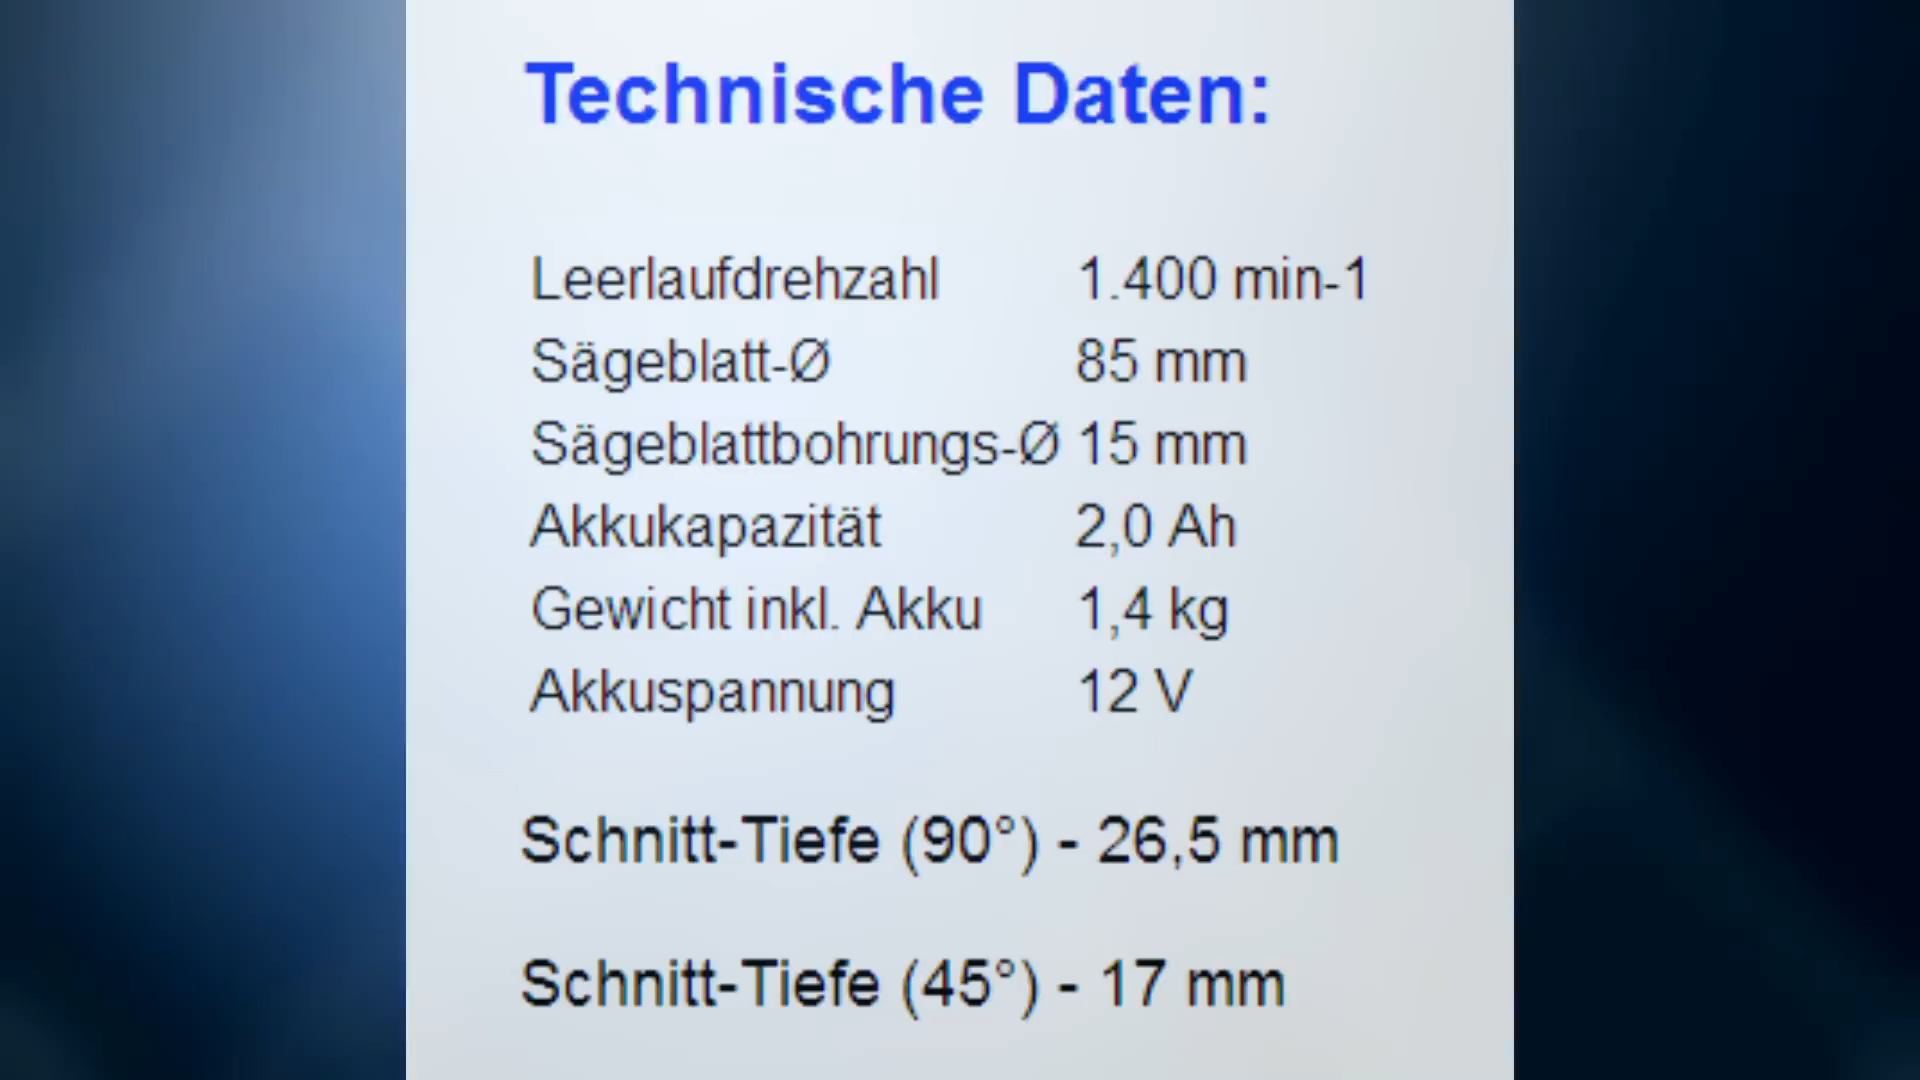 Technische Daten:
Leerlaufdrehzahl 1.400 min-1
Sägeblatt-Ø 85 mm
Sägeblattbohrungs-Ø 15 mm
Akkukapazität 2,0 Ah
Gewicht inkl. Akku 1,4 kg
Akkuspannung 12 V
Schnitt-Tiefe (90°) - 26,5 mm
Schnitt-Tiefe (45°) - 17 mm